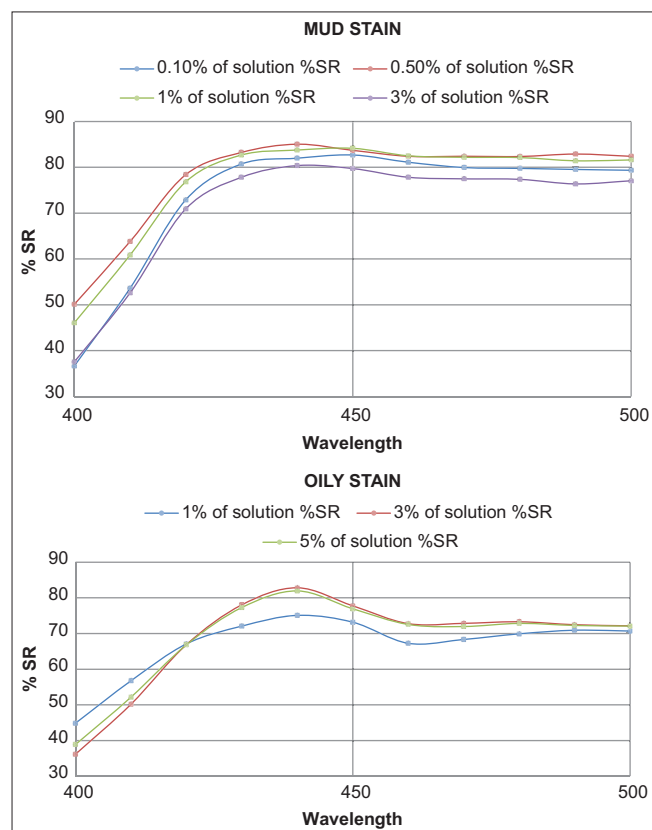 MUD STAIN
0.10% of solution %SR 0.50% of solution %SR
1% of solution %SR 3% of solution %SR
90
80
70
60
50
40
30
% SR
400 450 500
Wavelength
OILY STAIN
1% of solution %SR 3% of solution %SR
5% of solution %SR
90
80
70
60
50
40
30
% SR
400 450 500
Wavelength